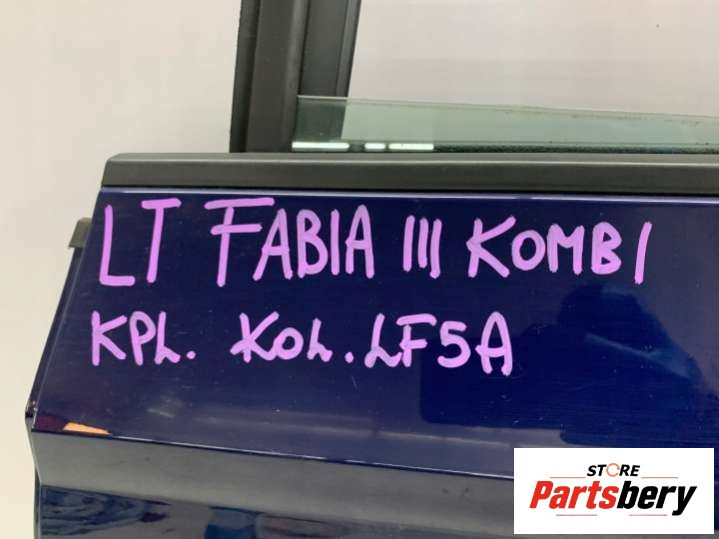 LT FABIA III KOMBI
KPL. KOL. LF5A
STORE
Partsbery